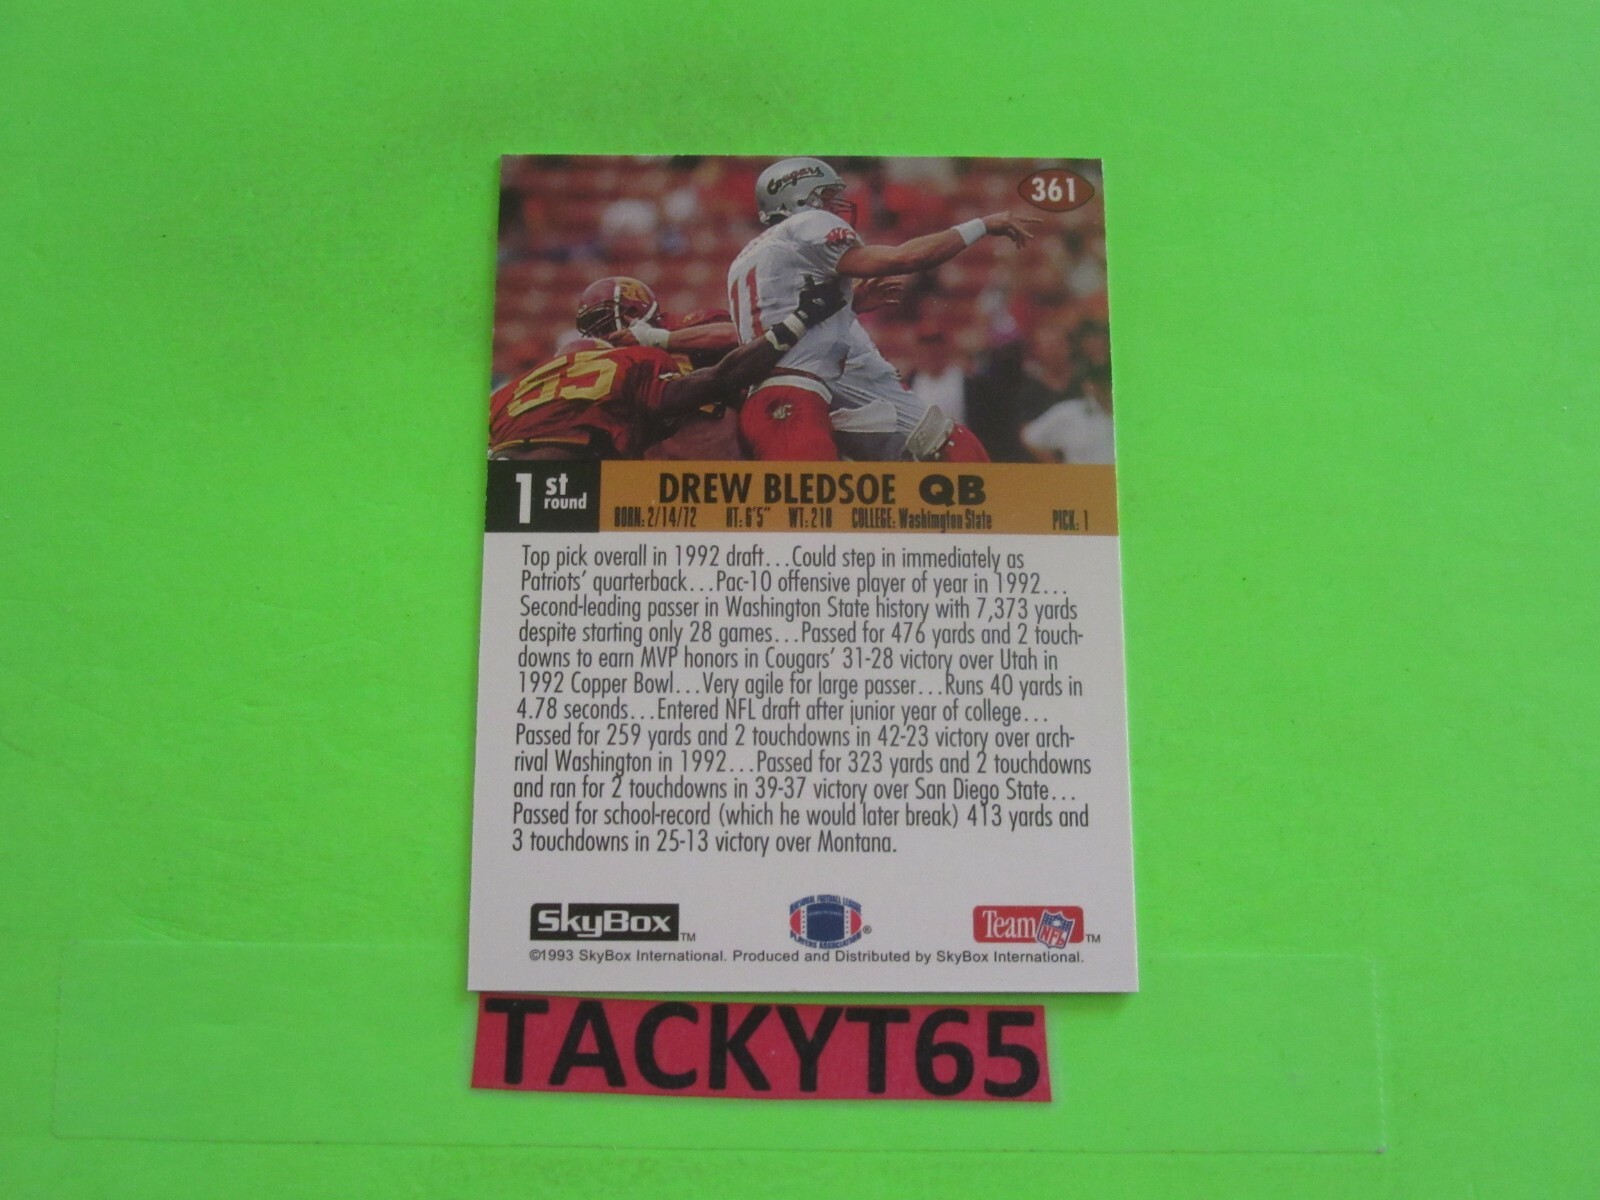 Cougars
361
11
55
1st round
DREW BLEDSOE QB
BORN: 2/14/72 HT: 6'5" WT: 218 COLLEGE: Washington State PICK: 1
Top pick overall in 1992 draft...Could step in immediately as
Patriots' quarterback...Pac-10 offensive player of year in 1992...
Second-leading passer in Washington State history with 7,373 yards
despite starting only 28 games...Passed for 476 yards and 2 touch-
downs to earn MVP honors in Cougars' 31-28 victory over Utah in
1992 Copper Bowl...Very agile for large passer...Runs 40 yards in
4.78 seconds...Entered NFL draft after junior year of college...
Passed for 259 yards and 2 touchdowns in 42-23 victory over arch-
rival Washington in 1992...Passed for 323 yards and 2 touchdowns
and ran for 2 touchdowns in 39-37 victory over San Diego State...
Passed for school-record (which he would later break) 413 yards and
3 touchdowns in 25-13 victory over Montana.
SkyBox TM
NATIONAL FOOTBALL LEAGUE PLAYERS ASSOCIATION ®
Team NFL TM
©1993 SkyBox International. Produced and Distributed by SkyBox International.
TACKYT65